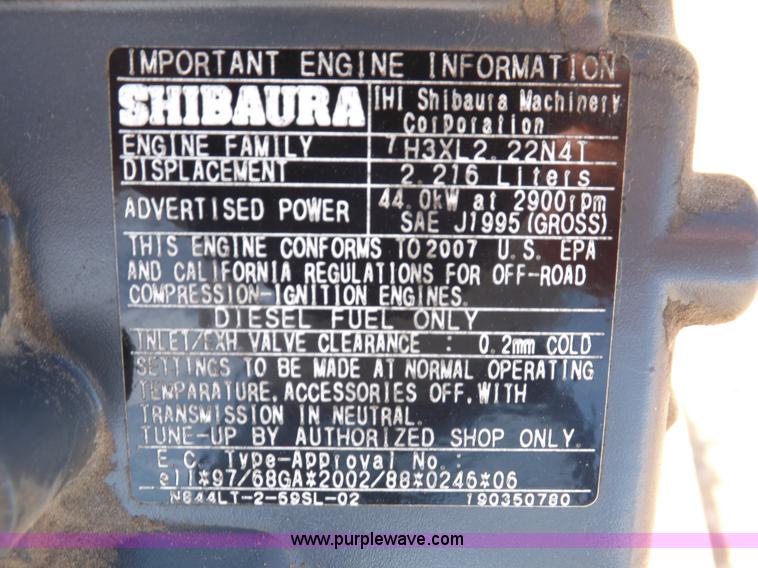 IMPORTANT ENGINE INFORMATION
SHIBAURA
IHI Shibaura Machinery
Corporation
ENGINE FAMILY 7H3XL2.22N4T
DISPLACEMENT 2.216 Liters
ADVERTISED POWER
44.0kW at 2900rpm
SAE J1995(GROSS)
THIS ENGINE CONFORMS TO 2007 U.S. EPA
AND CALIFORNIA REGULATIONS FOR OFF-ROAD
COMPRESSION-IGNITION ENGINES.
DIESEL FUEL ONLY
INLET/EXH. VALVE CLEARANCE : 0.2mm COLD
SETTINGS TO BE MADE AT NORMAL OPERATING
TEMPARATURE, ACCESSORIES OFF, WITH
TRANSMISSION IN NEUTRAL.
TUNE-UP BY AUTHORIZED SHOP ONLY.
E.C. Type-Approval No.:
e11*97/68GA*2002/88*0246*06
N844LT-2-59SL-02 190350780
www.purplewave.com